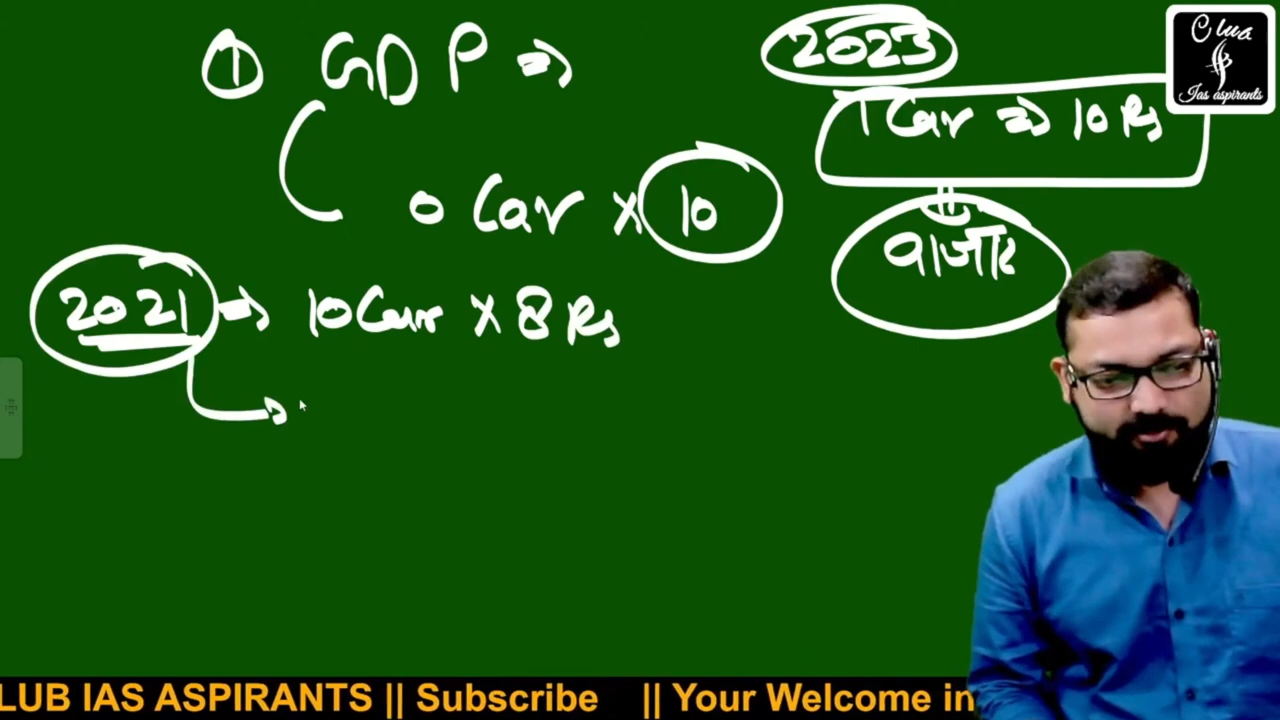 ① GDP ⇒
2023
1 Car ⇒ 10 Rs
0 Car × 10
बाजार
2021 ⇒ 10 Car × 8 Rs
Clua
Ias aspirants
LUB IAS ASPIRANTS || Subscribe || Your Welcome in